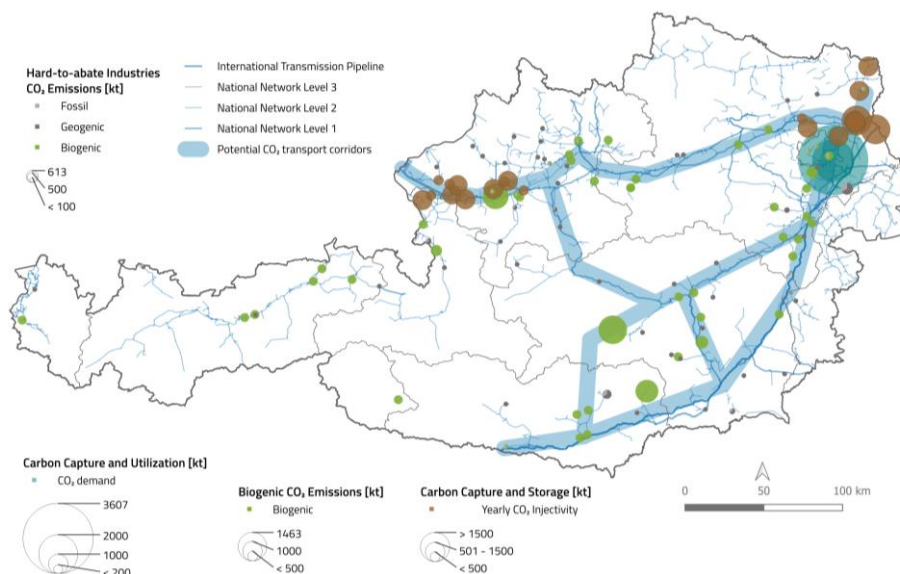 Hard-to-abate Industries
CO₂ Emissions [kt]
Fossil
Geogenic
Biogenic
613
500
< 100
International Transmission Pipeline
National Network Level 3
National Network Level 2
National Network Level 1
Potential CO₂ transport corridors
Carbon Capture and Utilization [kt]
CO₂ demand
3607
2000
1000
< 200
Biogenic CO₂ Emissions [kt]
Biogenic
1463
1000
< 500
Carbon Capture and Storage [kt]
Yearly CO₂ Injectivity
> 1500
501 - 1500
< 500
0 50 100 km